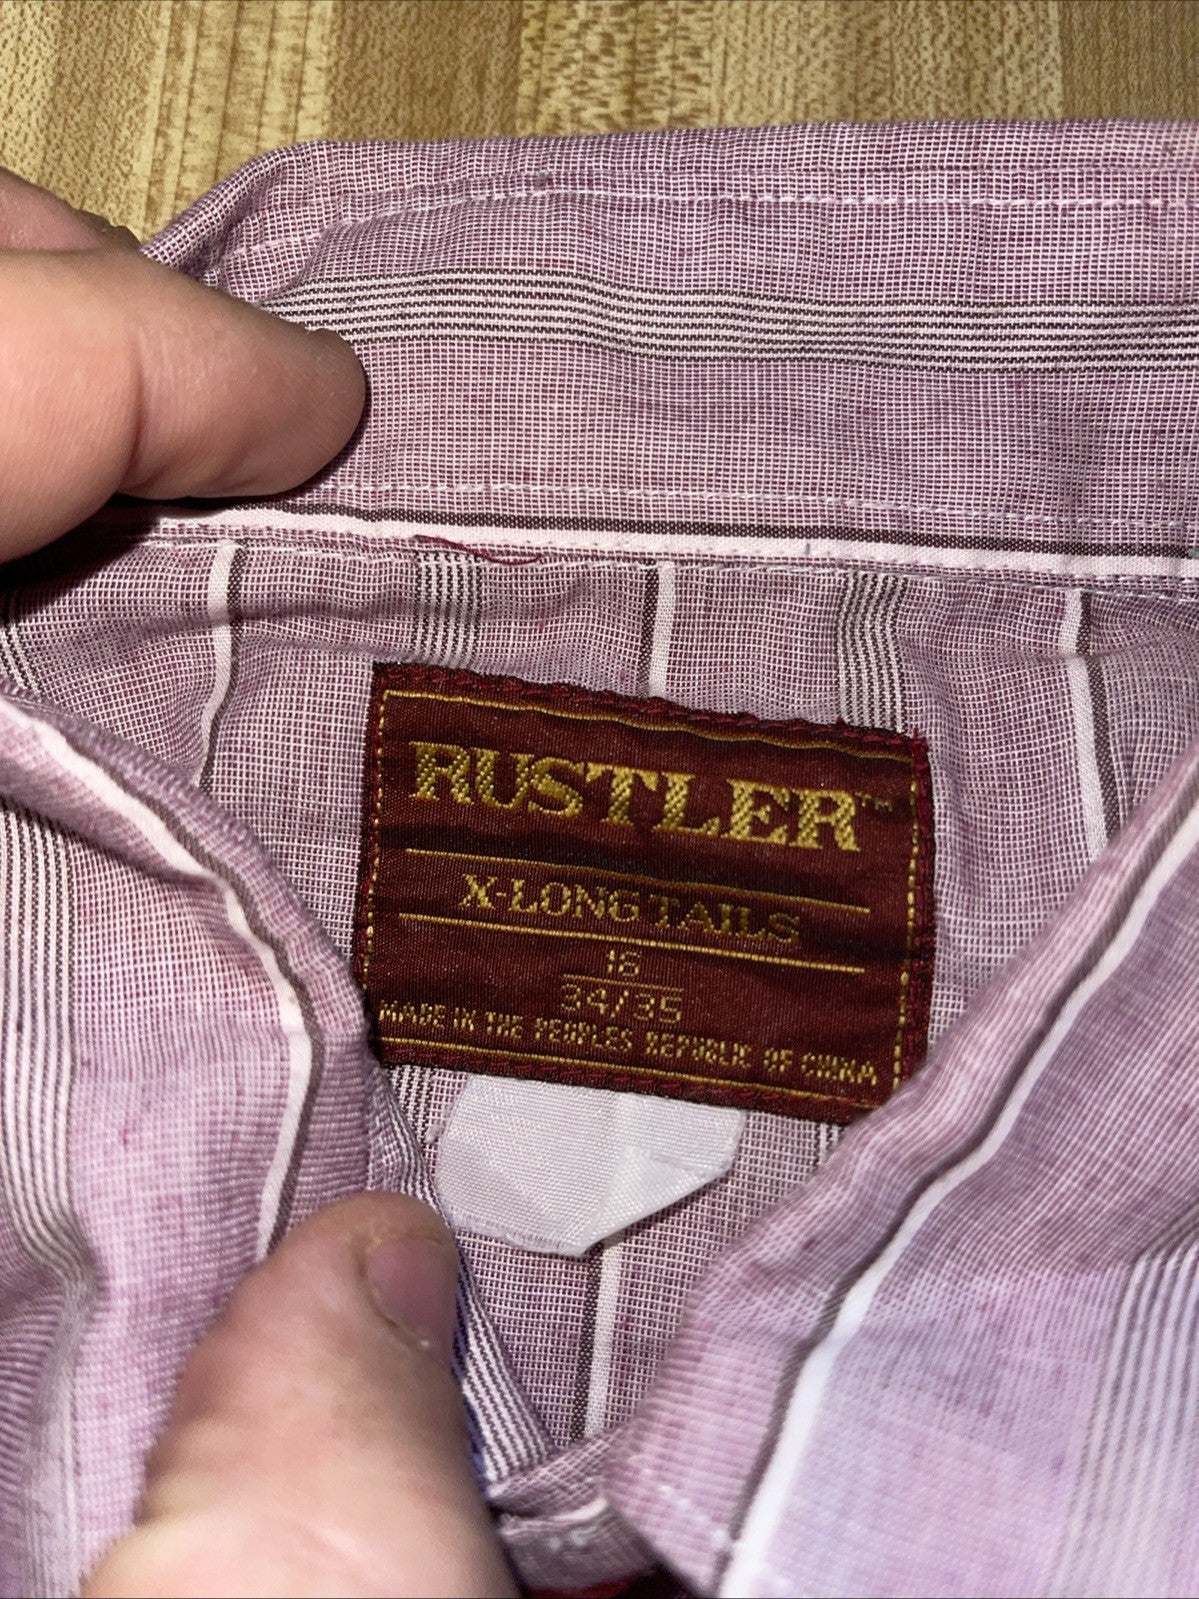 RUSTLER™
X-LONG TAILS
16
34/35
MADE IN THE PEOPLES REPUBLIC OF CHINA